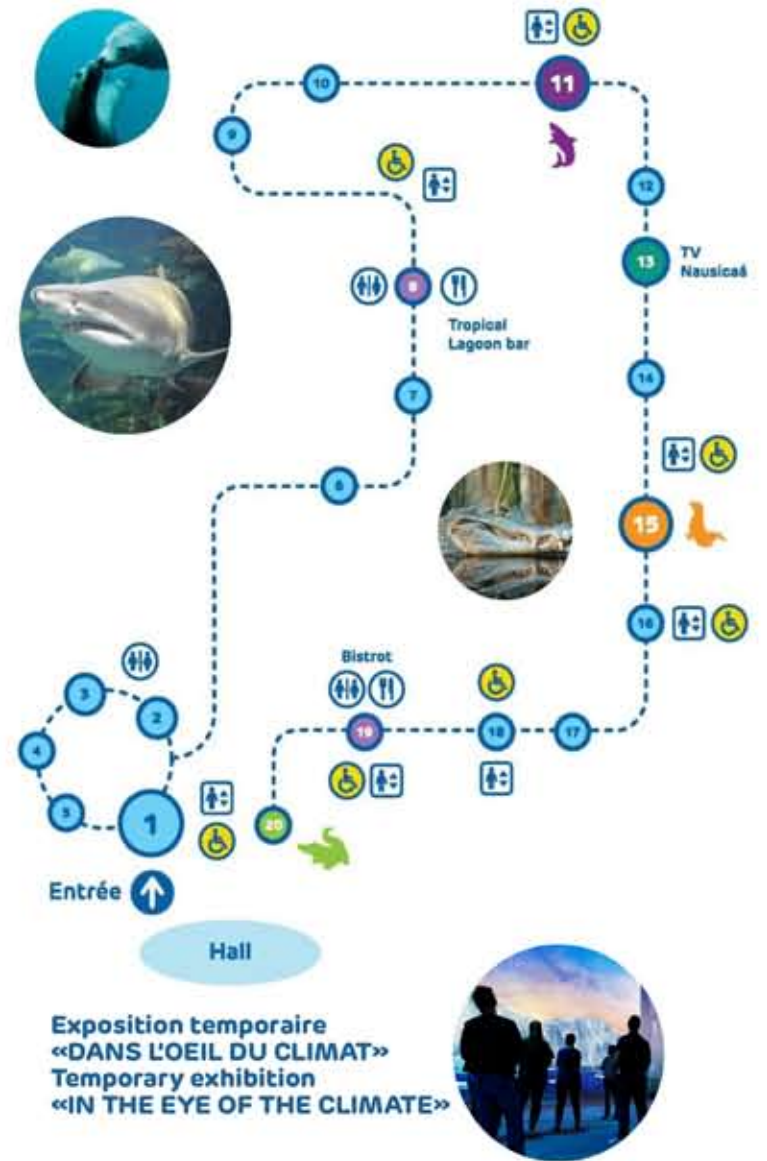 10
11
9
12
13
TV
Nausicaá
8
Tropical
Lagoon bar
14
7
6
15
16
Bistrot
3
2
19
18
17
4
5
1
20
Entrée
Hall
Exposition temporaire
«DANS L'OEIL DU CLIMAT»
Temporary exhibition
«IN THE EYE OF THE CLIMATE»